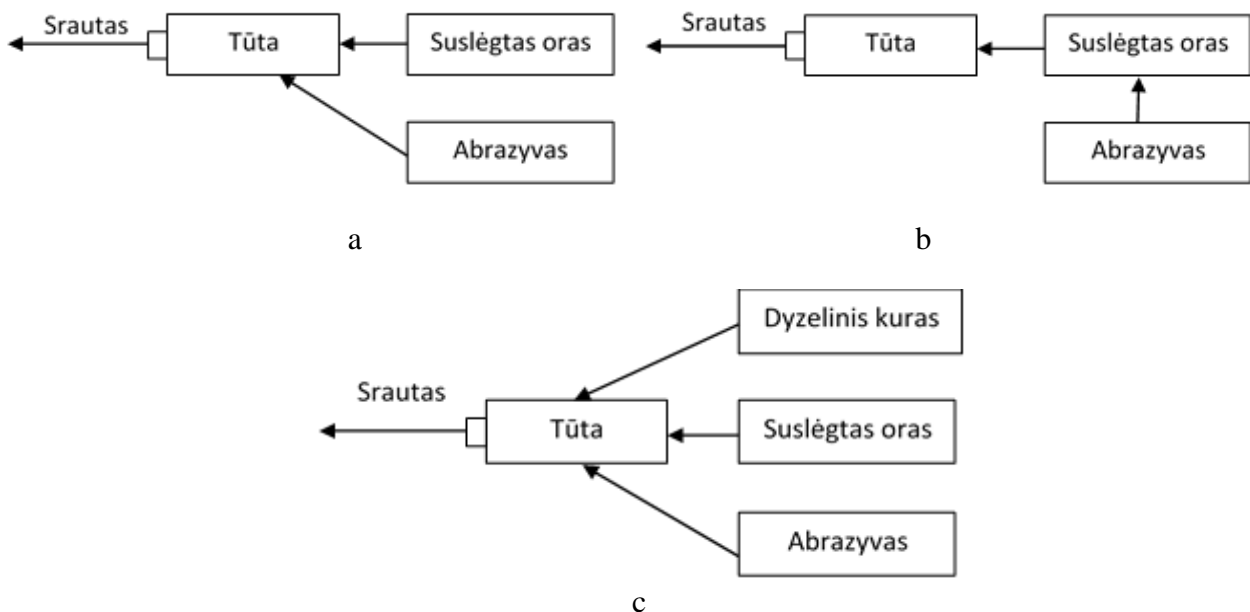 Srautas
Tūta
Suslėgtas oras
Abrazyvas
a
Srautas
Tūta
Suslėgtas oras
Abrazyvas
b
Dyzelinis kuras
Srautas
Tūta
Suslėgtas oras
Abrazyvas
c